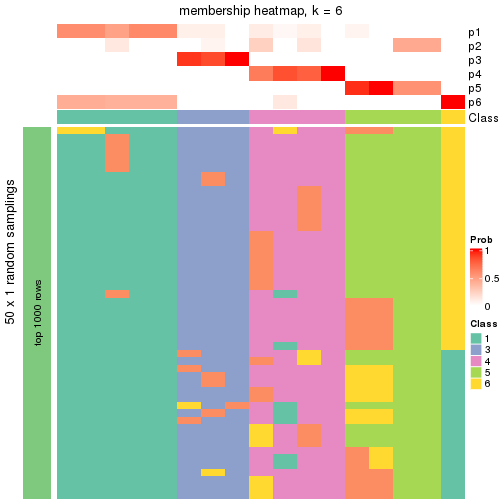 membership heatmap, k = 6
p1
p2
p3
p4
p5
p6
Class
50 x 1 random samplings
top 1000 rows
Prob
1
0.5
0
Class
1
3
4
5
6